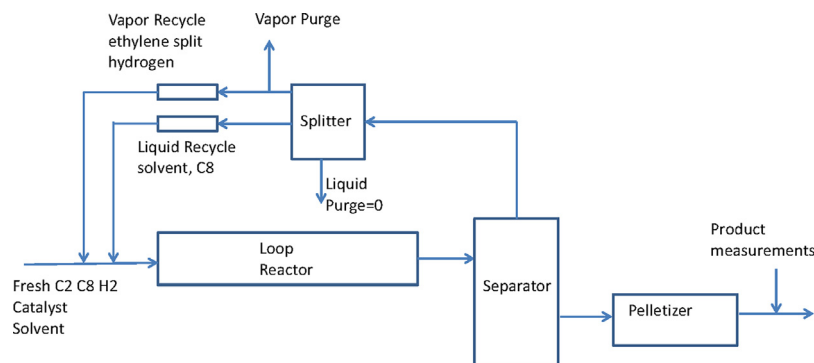 Vapor Recycle
ethylene split
hydrogen
Vapor Purge
Splitter
Liquid Recycle
solvent, C8
Liquid
Purge=0
Loop
Reactor
Product
measurements
Fresh C2 C8 H2
Catalyst
Solvent
Separator
Pelletizer